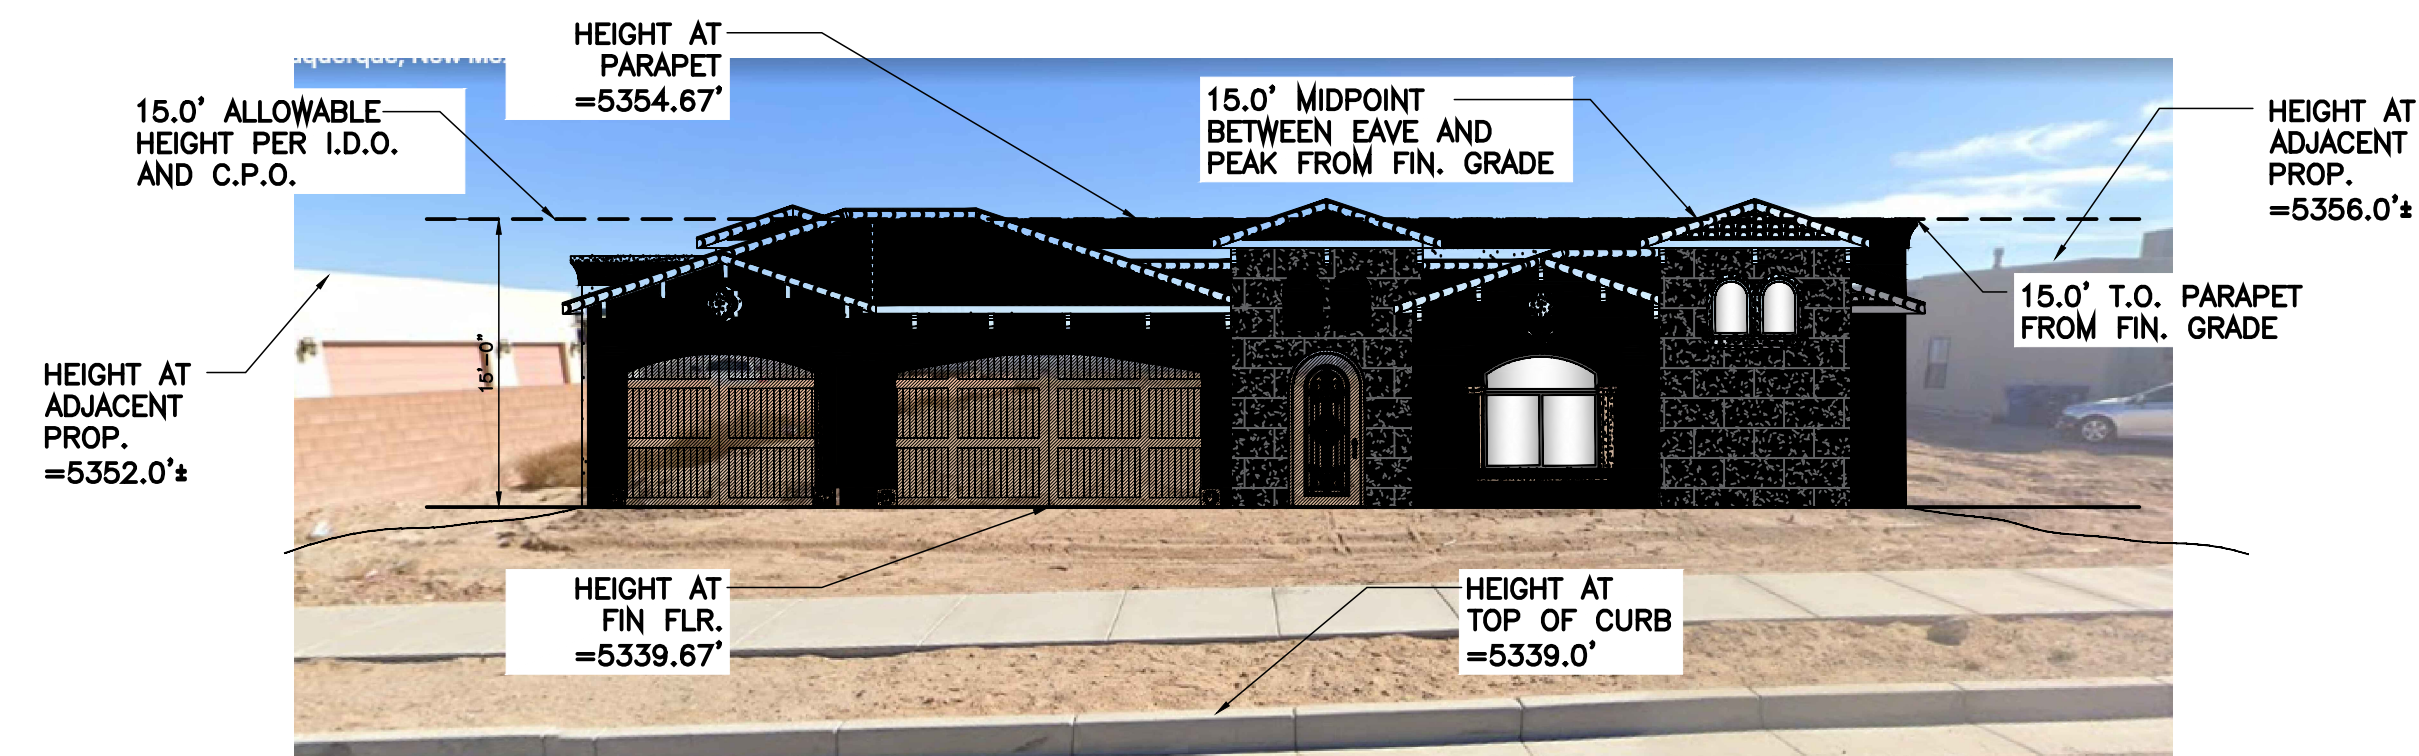 HEIGHT AT
PARAPET
=5354.67'
15.0' ALLOWABLE
HEIGHT PER I.D.O.
AND C.P.O.
15.0' MIDPOINT
BETWEEN EAVE AND
PEAK FROM FIN. GRADE
HEIGHT AT
ADJACENT
PROP.
=5356.0'±
15.0' T.O. PARAPET
FROM FIN. GRADE
15'-0"
HEIGHT AT
ADJACENT
PROP.
=5352.0'±
HEIGHT AT
FIN FLR.
=5339.67'
HEIGHT AT
TOP OF CURB
=5339.0'